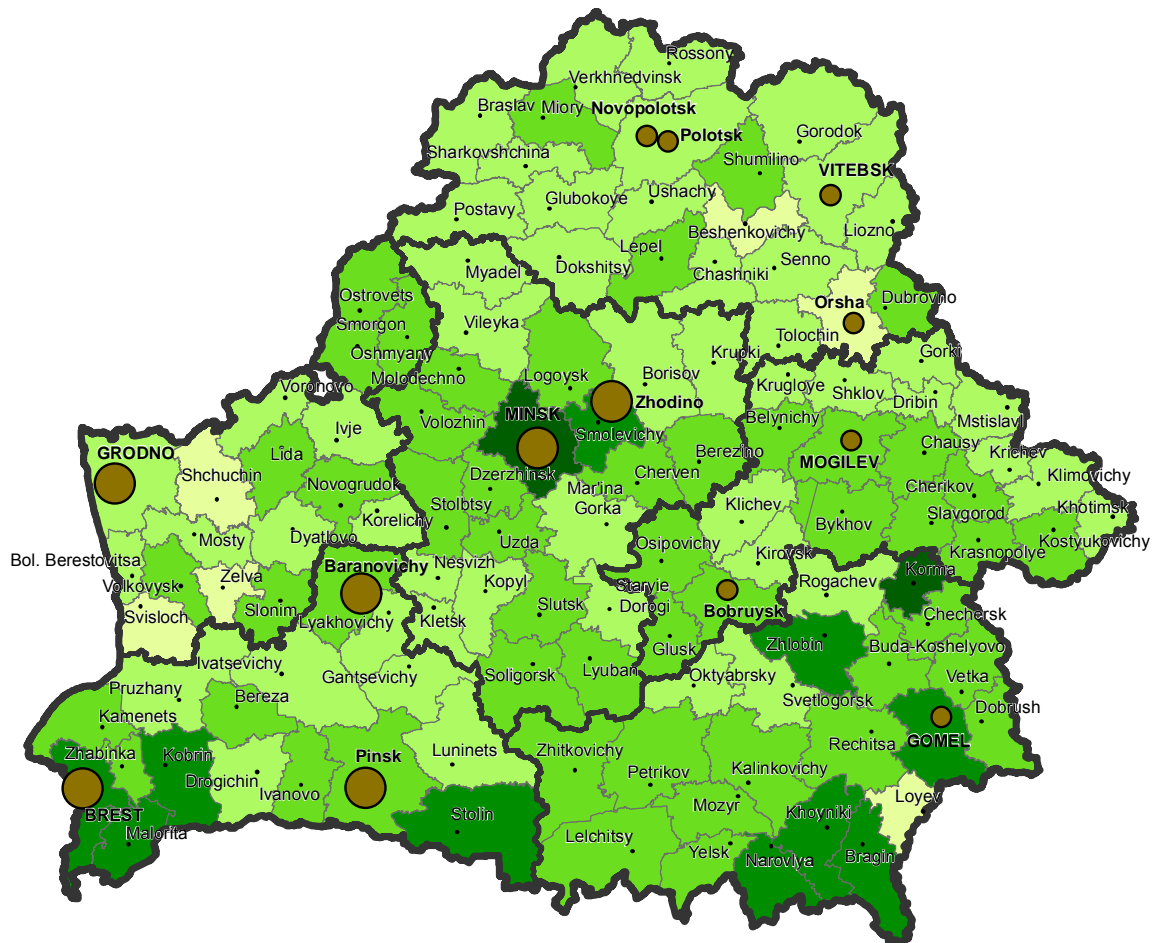 Rossony
Verkhnedvinsk
Braslav
Miory
Novopolotsk
Polotsk
Gorodok
Sharkovshchina
Shumilino
VITEBSK
Glubokoye
Ushachy
Postavy
Beshenkovichy
Liozno
Lepel
Senno
Dokshitsy
Chashniki
Myadel
Ostrovets
Orsha
Dubrovno
Smorgon
Vileyka
Tolochin
Oshmyany
Krupki
Gorki
Molodechno
Logoysk
Borisov
Voronovo
Krugloye
Shklov
Dribin
Zhodino
MINSK
Belynichy
Mstislavl
Volozhin
Smolevichy
Ivje
Chausy
GRODNO
Lida
Berezino
Krichev
Shchuchin
Dzerzhinsk
Cherven
MOGILEV
Klimovichy
Novogrudok
Mar'ina
Gorka
Cherikov
Stolbtsy
Klichev
Khotimsk
Korelichy
Bykhov
Slavgorod
Mosty
Dyatlovo
Uzda
Osipovichy
Krasnopolye
Kostyukovichy
Bol. Berestovitsa
Nesvizh
Kirovsk
Baranovichy
Korma
Zelva
Kopyl
Staryie
Dorogi
Rogachev
Volkovysk
Slonim
Slutsk
Bobruysk
Chechersk
Svisloch
Lyakhovichy
Kletsk
Zhlobin
Buda-Koshelyovo
Glusk
Ivatsevichy
Gantsevichy
Soligorsk
Lyuban
Oktyabrsky
Vetka
Pruzhany
Bereza
Svetlogorsk
Dobrush
Kamenets
GOMEL
Rechitsa
Zhabinka
Kobrin
Pinsk
Luninets
Zhitkovichy
Drogichin
Petrikov
Kalinkovichy
Ivanovo
Loyev
BREST
Mozyr
Khoyniki
Stolin
Malorita
Lelchitsy
Yelsk
Narovlya
Bragin